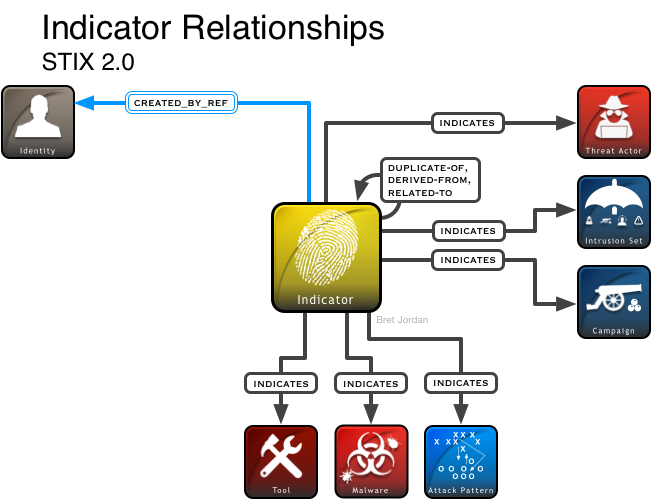 Indicator Relationships
STIX 2.0
CREATED_BY_REF
Identity
INDICATES
Threat Actor
DUPLICATE-OF,
DERIVED-FROM,
RELATED-TO
INDICATES
Intrusion Set
INDICATES
Indicator
Campaign
Bret Jordan
INDICATES
INDICATES
INDICATES
Tool
Malware
X X X
X X X X
X
O O
O O O O O
Attack Pattern